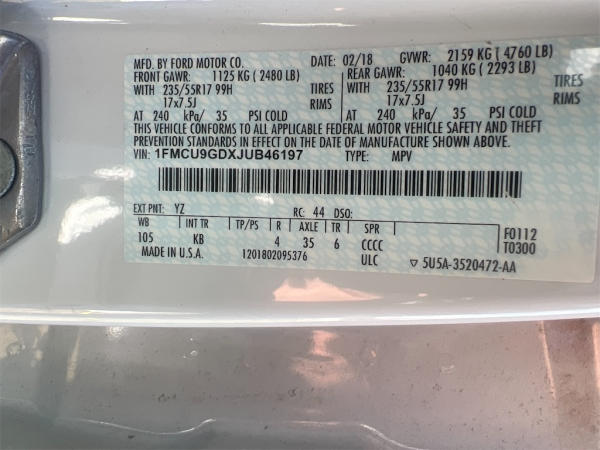 MFD. BY FORD MOTOR CO. DATE: 02/18 GVWR: 2159 KG ( 4760 LB)
FRONT GAWR: 1125 KG ( 2480 LB) REAR GAWR: 1040 KG ( 2293 LB)
WITH 235/55R17 99H TIRES WITH 235/55R17 99H TIRES
17x7.5J RIMS 17x7.5J RIMS
AT 240 kPa/ 35 PSI COLD AT 240 kPa/ 35 PSI COLD
THIS VEHICLE CONFORMS TO ALL APPLICABLE FEDERAL MOTOR VEHICLE SAFETY AND THEFT
PREVENTION STANDARDS IN EFFECT ON THE DATE OF MANUFACTURE SHOWN ABOVE.
VIN: 1FMCU9GDXJUB46197 TYPE: MPV
EXT PNT: YZ RC: 44 DSO:
WB INT TR TP/PS R AXLE TR SPR
105 KB 4 35 6 CCCC
MADE IN U.S.A. 1201802095376 ULC ▽ 5U5A-3520472-AA
F0112
T0300